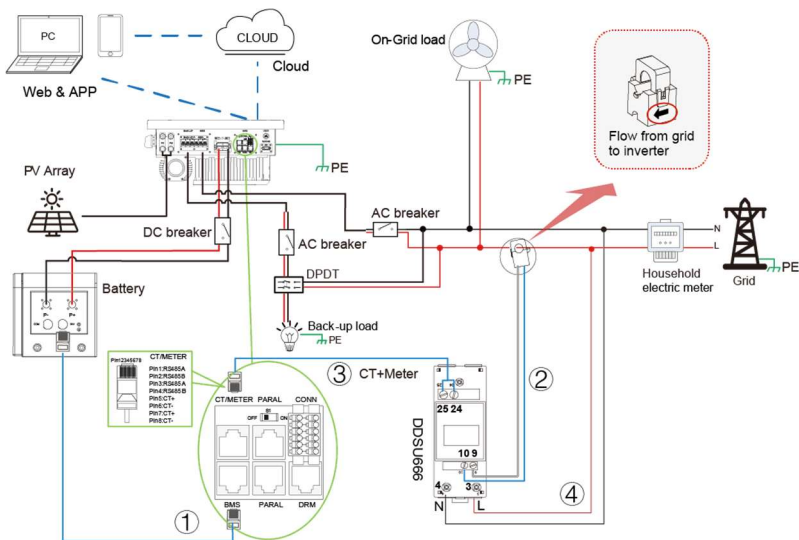 PC
CLOUD
Cloud
Web & APP
On-Grid load
PE
Flow from grid
to inverter
PE
PV Array
DC breaker
AC breaker
AC breaker
N
L
Household
electric meter
Grid
PE
DPDT
Battery
P-
P+
Back-up load
PE
Pin12345678
CT/METER
Pin1:RS485A
Pin2:RS485B
Pin3:RS485A
Pin4:RS485B
Pin5:CT+
Pin6:CT-
Pin7:CT+
Pin8:CT-
③ CT+Meter
②
CT/METER PARAL CONN
S1
OFF ON
25 24
10 9
DDSU666
4 3
N L
④
BMS PARAL DRM
①